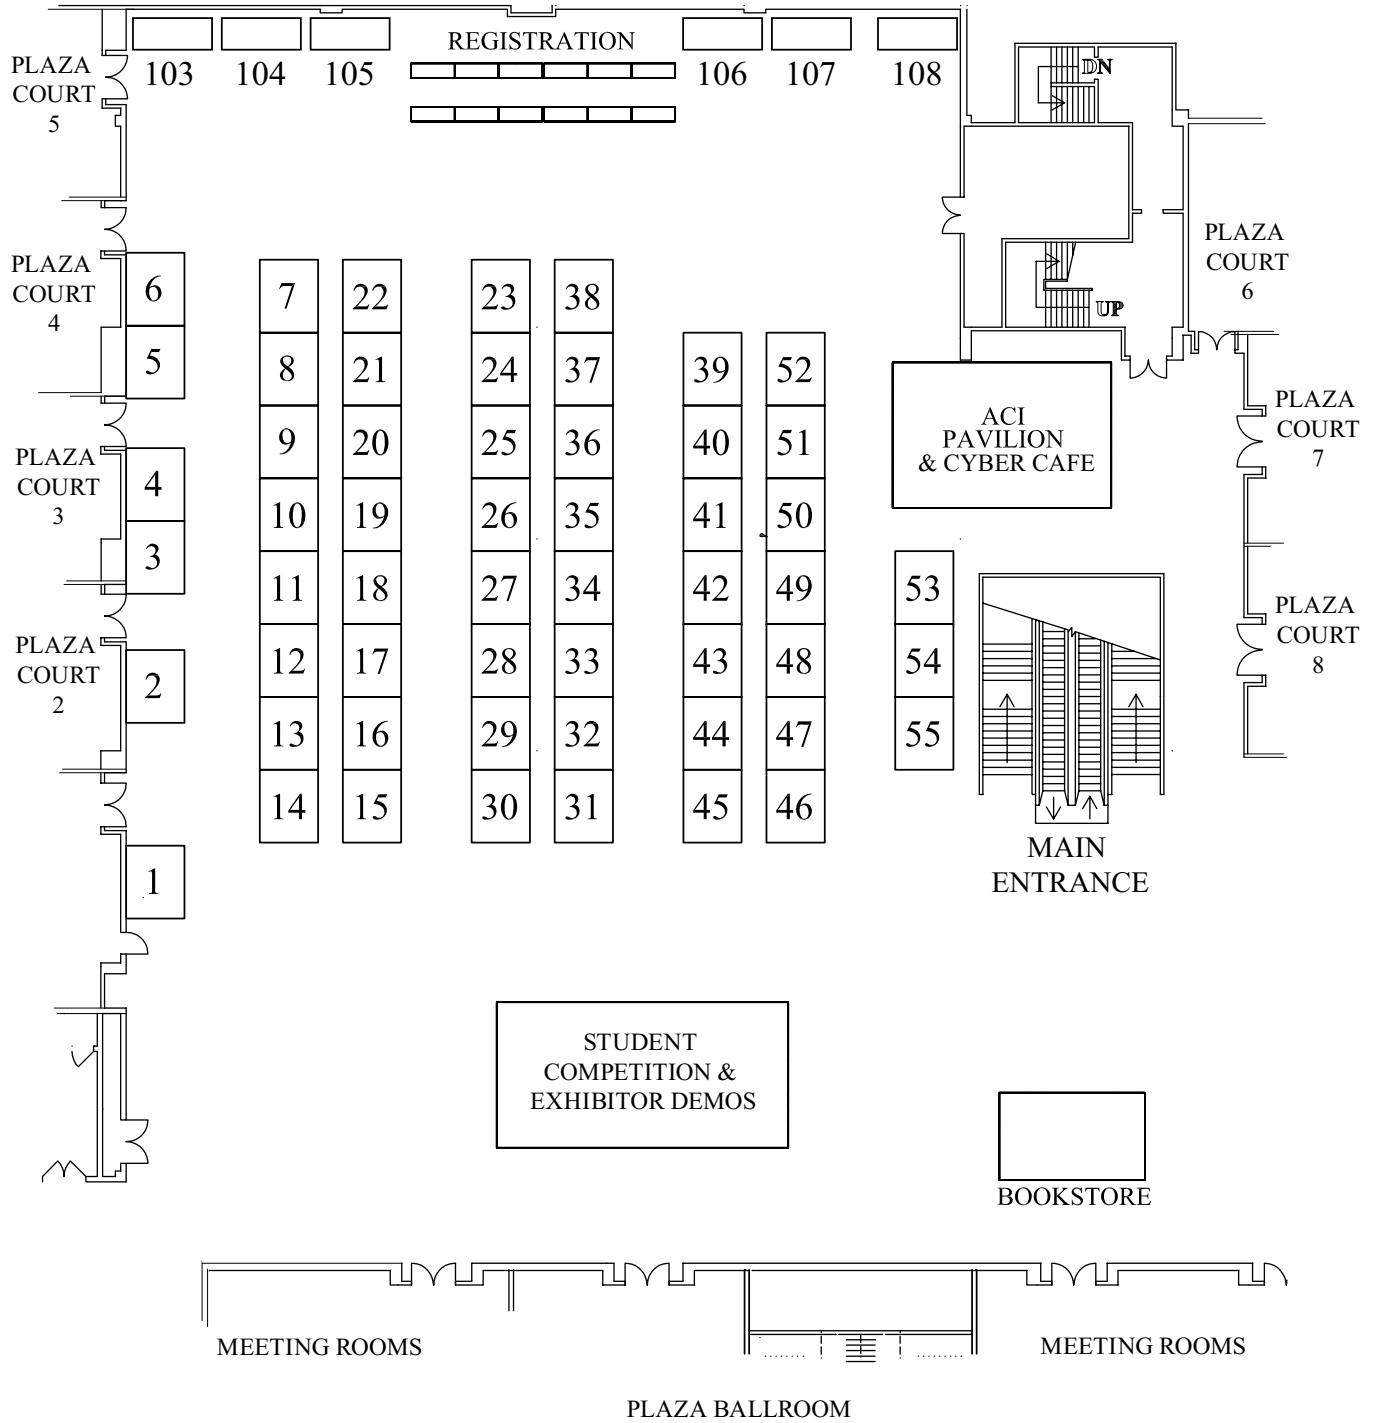 REGISTRATION
103 104 105 106 107 108
PLAZA
COURT
5
DN
UP
PLAZA
COURT
6
PLAZA
COURT
4
6 7 22 23 38
5 8 21 24 37 39 52
ACI
PAVILION
& CYBER CAFE
PLAZA
COURT
7
9 20 25 36 40 51
PLAZA
COURT
3
4 10 19 26 35 41 50
3 11 18 27 34 42 49 53
PLAZA
COURT
8
PLAZA
COURT
2
2 12 17 28 33 43 48 54
13 16 29 32 44 47 55
14 15 30 31 45 46
MAIN
ENTRANCE
1
STUDENT
COMPETITION &
EXHIBITOR DEMOS
BOOKSTORE
MEETING ROOMS
MEETING ROOMS
PLAZA BALLROOM